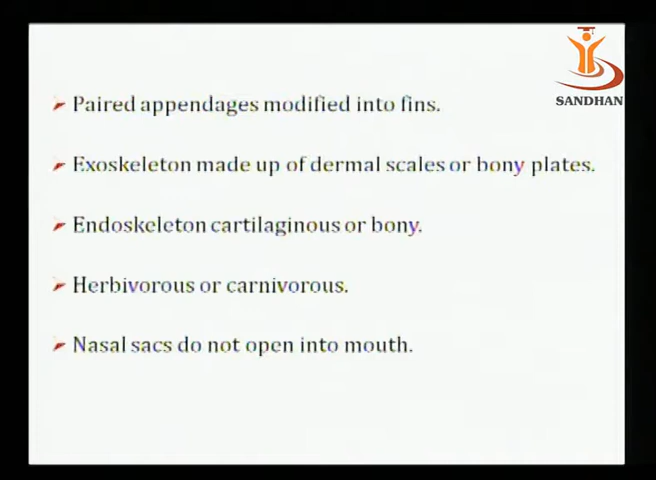 SANDHAN
Paired appendages modified into fins.
Exoskeleton made up of dermal scales or bony plates.
Endoskeleton cartilaginous or bony.
Herbivorous or carnivorous.
Nasal sacs do not open into mouth.